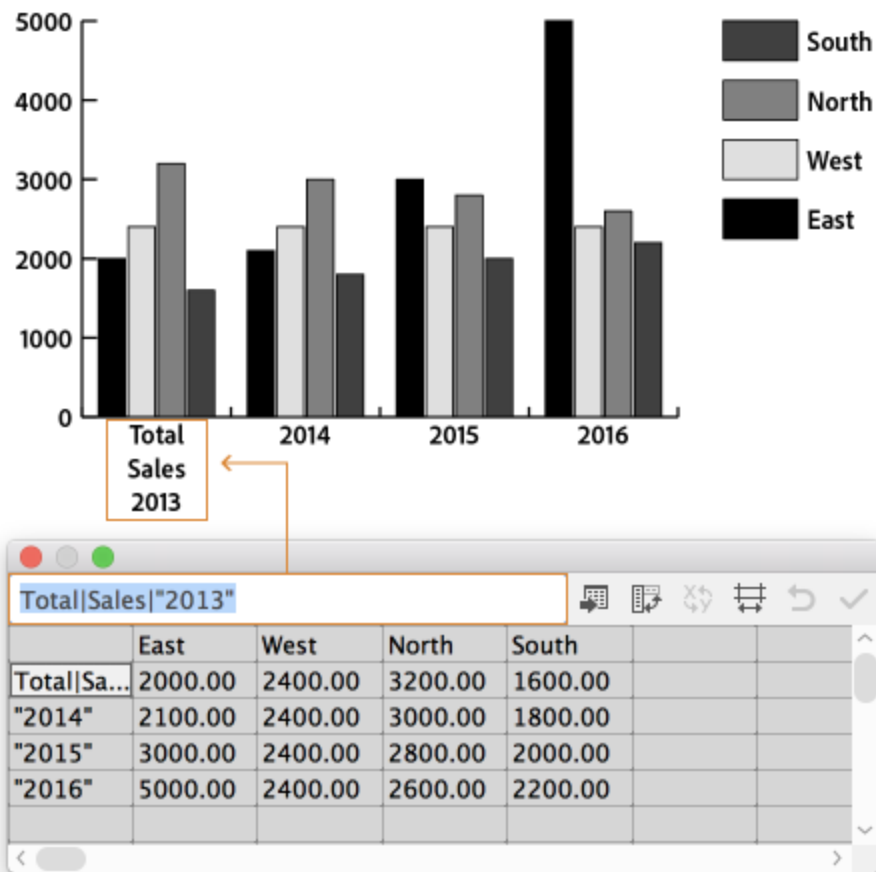 5000
4000
3000
2000
1000
0
South
North
West
East
Total
Sales
2013
2014
2015
2016
Total|Sales|"2013"
East West North South
Total|Sa... 2000.00 2400.00 3200.00 1600.00
"2014" 2100.00 2400.00 3000.00 1800.00
"2015" 3000.00 2400.00 2800.00 2000.00
"2016" 5000.00 2400.00 2600.00 2200.00